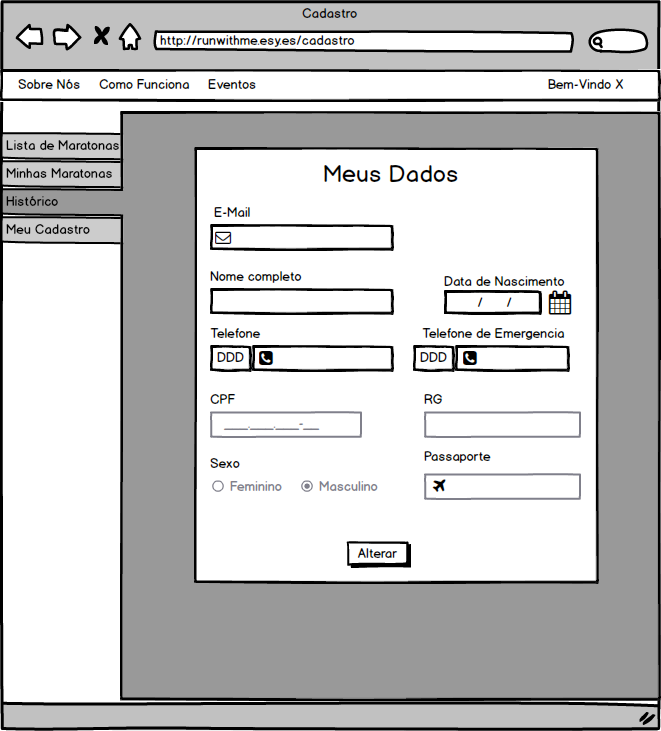 Cadastro
http://runwithme.esy.es/cadastro
Sobre Nós Como Funciona Eventos Bem-Vindo X
Lista de Maratonas
Minhas Maratonas
Histórico
Meu Cadastro
Meus Dados
E-Mail
Nome completo
Data de Nascimento
/ /
Telefone
DDD
Telefone de Emergencia
DDD
CPF
___.___.___-__
RG
Sexo
Feminino Masculino
Passaporte
Alterar